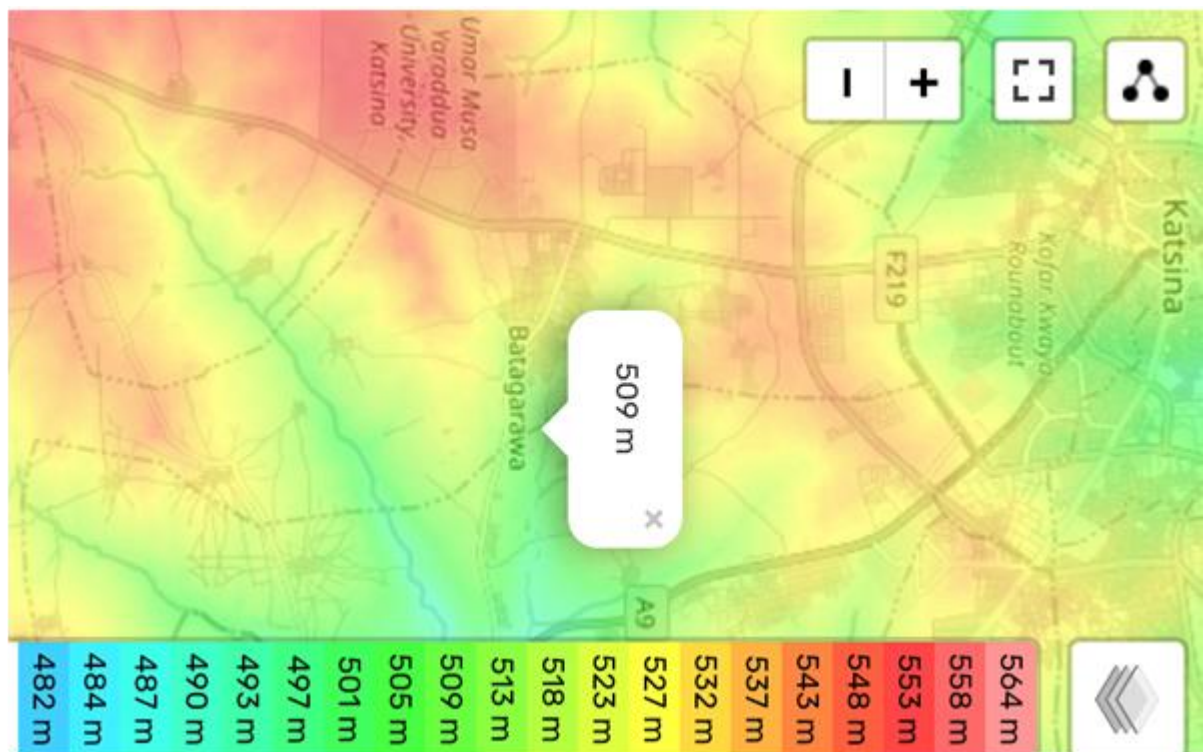 Katsina
Kofar Kwaya
Rounabout
F219
+
−
Umar Musa
Yaraddua
University,
Katsina
509 m
×
Batagarawa
A9
564 m
558 m
553 m
548 m
543 m
537 m
532 m
527 m
523 m
518 m
513 m
509 m
505 m
501 m
497 m
493 m
490 m
487 m
484 m
482 m